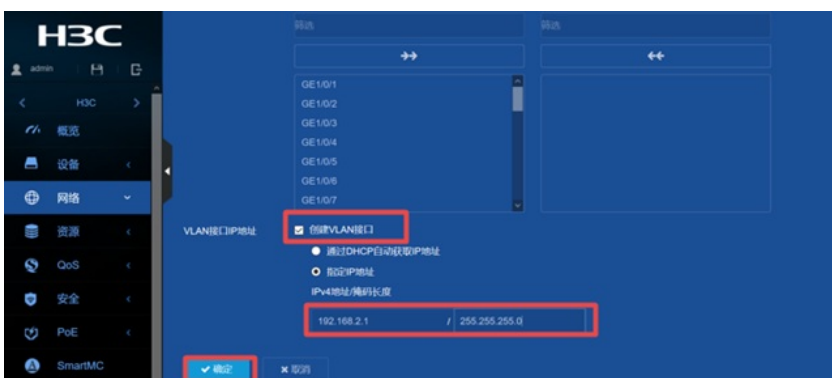 H3C
筛选
筛选
admin
H3C
GE1/0/1
GE1/0/2
GE1/0/3
GE1/0/4
GE1/0/5
GE1/0/6
GE1/0/7
概览
设备
网络
资源
QoS
安全
PoE
SmartMC
VLAN接口IP地址
创建VLAN接口
通过DHCP自动获取IP地址
指定IP地址
IPv4地址/掩码长度
192.168.2.1 / 255.255.255.0
确定 取消